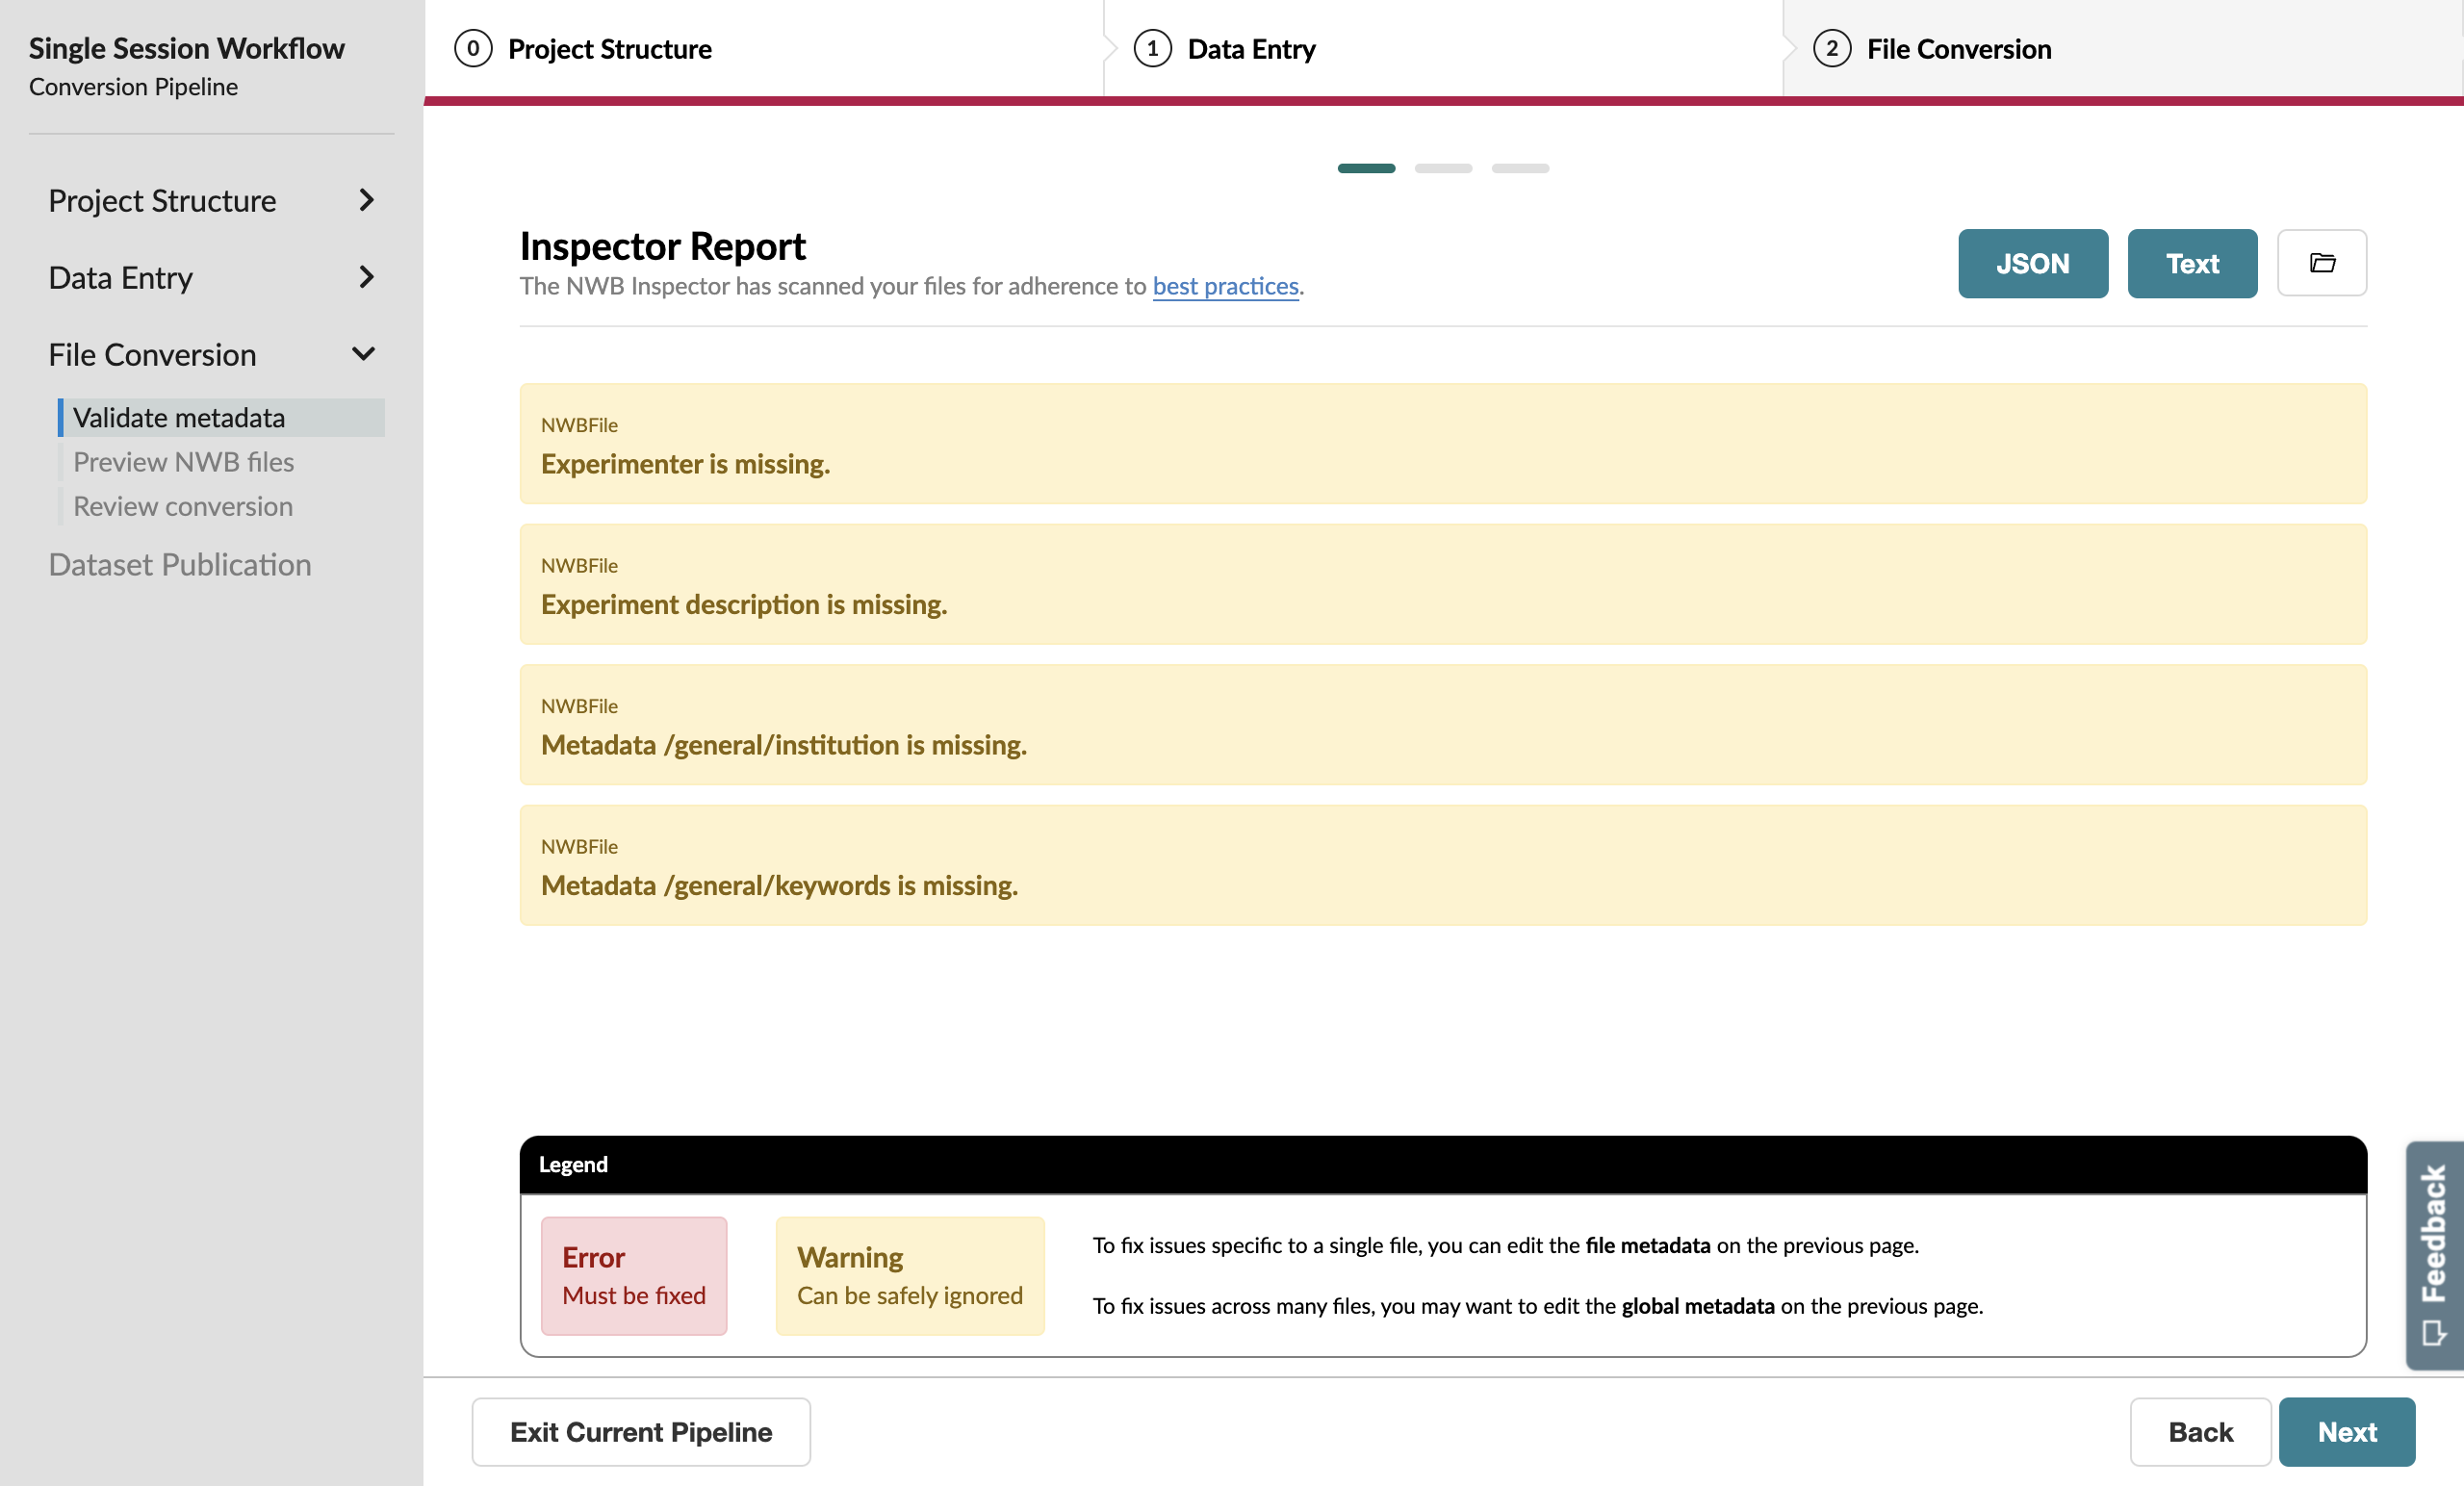 Single Session Workflow
Conversion Pipeline
Project Structure
Data Entry
File Conversion
Validate metadata
Preview NWB files
Review conversion
Dataset Publication
0 Project Structure
1 Data Entry
2 File Conversion
Inspector Report
The NWB Inspector has scanned your files for adherence to best practices.
JSON
Text
NWBFile
Experimenter is missing.
NWBFile
Experiment description is missing.
NWBFile
Metadata /general/institution is missing.
NWBFile
Metadata /general/keywords is missing.
Legend
Error
Must be fixed
Warning
Can be safely ignored
To fix issues specific to a single file, you can edit the file metadata on the previous page.
To fix issues across many files, you may want to edit the global metadata on the previous page.
Feedback
Exit Current Pipeline
Back
Next